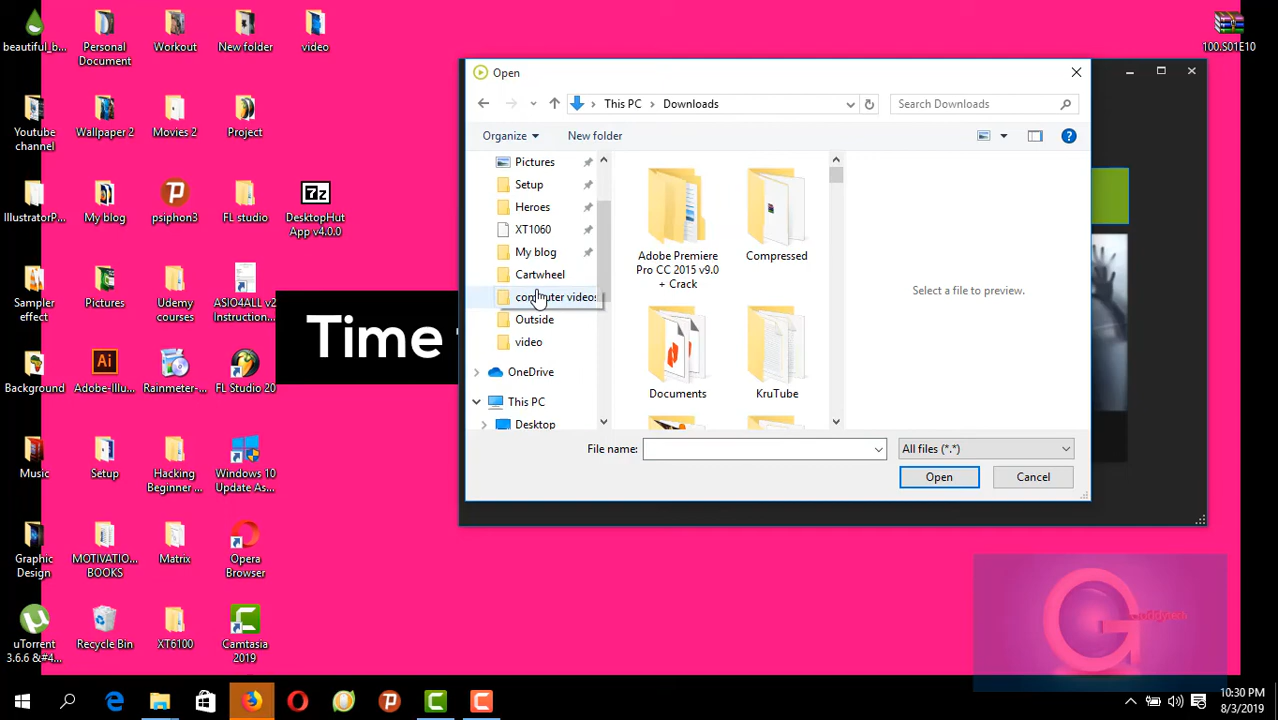 beautiful_b...
Personal
Document
Workout
New folder
video
100.S01E10
Youtube
channel
Wallpaper 2
Movies 2
Project
IllustratorP...
My blog
psiphon3
FL studio
DesktopHut
App v4.0.0
Sampler
effect
Pictures
Udemy
courses
ASIO4ALL v2
Instruction...
Background
Adobe-Illu...
Rainmeter-...
FL Studio 20
Music
Setup
Hacking
Beginner ...
Windows 10
Update As...
Graphic
Design
MOTIVATIO...
BOOKS
Matrix
Opera
Browser
uTorrent
3.6.6 &#4...
Recycle Bin
XT6100
Camtasia
2019
Time
Open
This PC
Downloads
Search Downloads
Organize
New folder
Pictures
Setup
Heroes
XT1060
My blog
Cartwheel
computer videos
Outside
video
OneDrive
This PC
Desktop
Adobe Premiere
Pro CC 2015 v9.0
+ Crack
Compressed
Documents
KruTube
Select a file to preview.
File name:
All files (*.*)
Open
Cancel
10:30 PM
8/3/2019